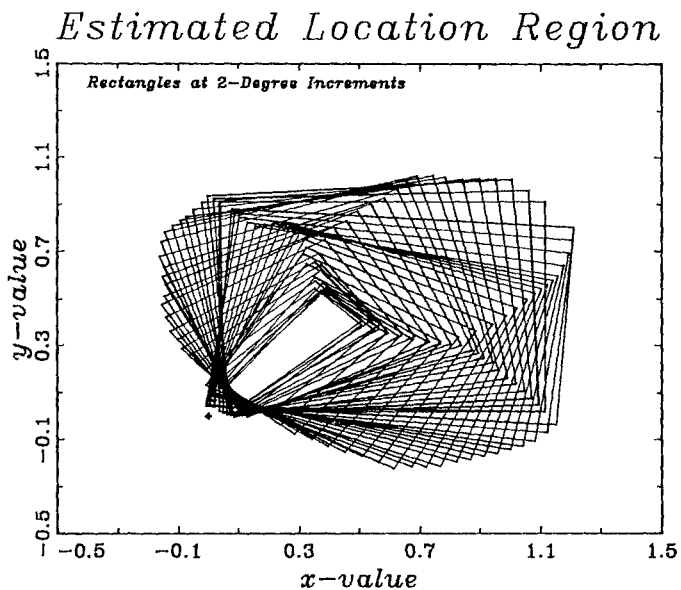 Estimated Location Region
Rectangles at 2-Degree Increments
1.5
1.1
0.7
0.3
-0.1
-0.5
y-value
-0.5 -0.1 0.3 0.7 1.1 1.5
x-value